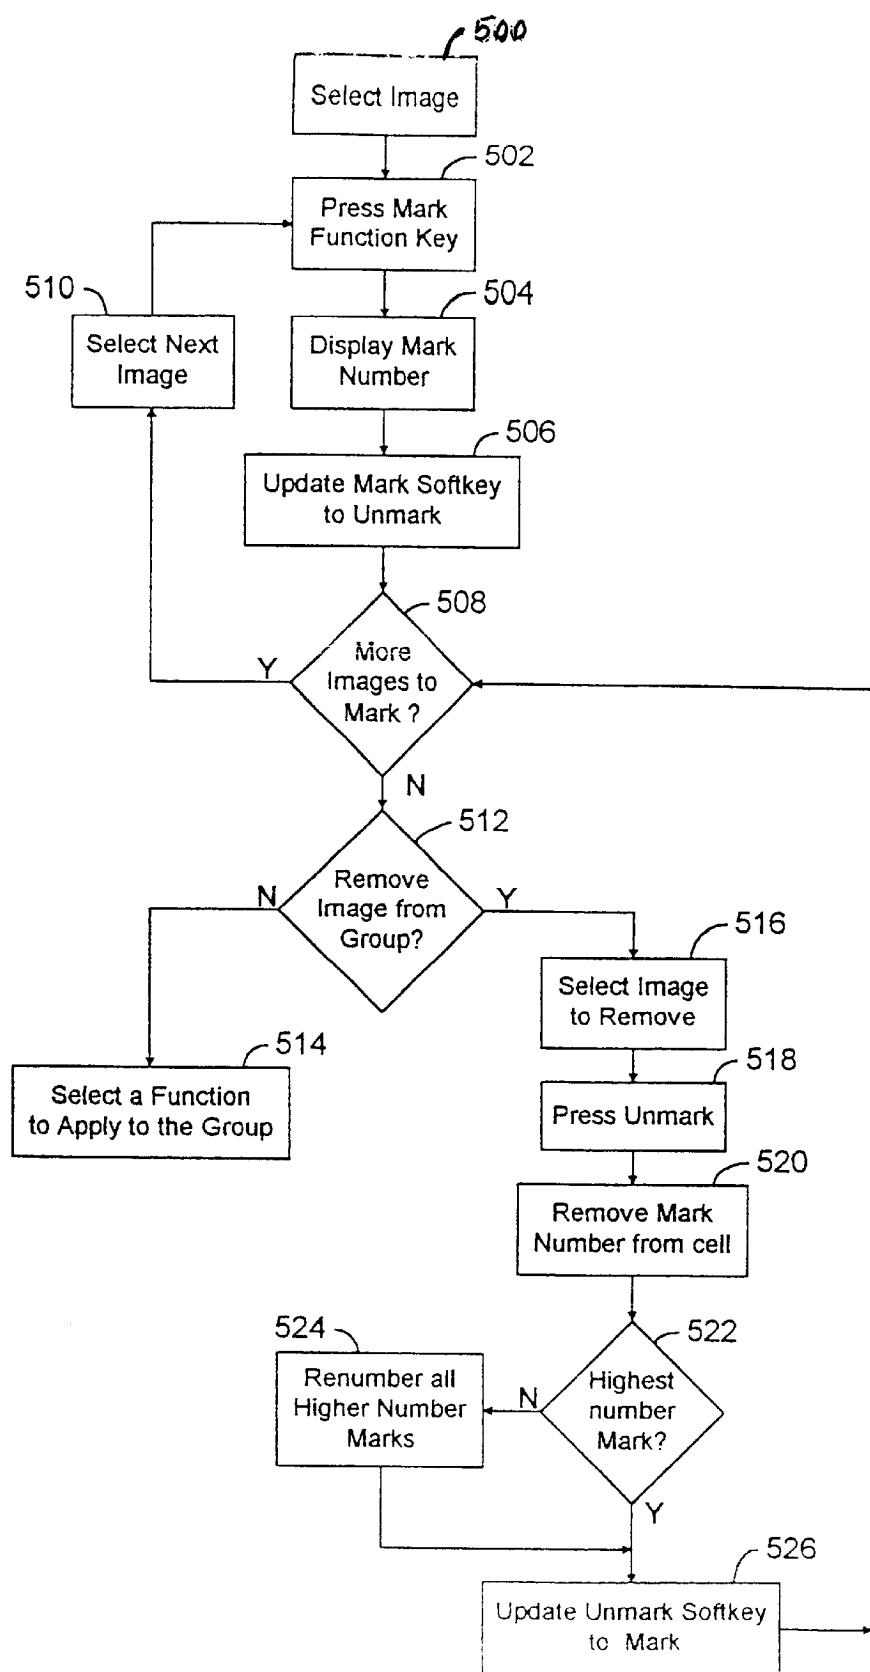 500
Select Image
502
Press Mark
Function Key
510
504
Select Next
Image
Display Mark
Number
506
Update Mark Softkey
to Unmark
508
More
Images to
Mark ?
Y
N
512
Remove
Image from
Group?
N
Y
516
Select Image
to Remove
514
Select a Function
to Apply to the Group
518
Press Unmark
520
Remove Mark
Number from cell
522
Highest
number
Mark?
N
524
Renumber all
Higher Number
Marks
Y
526
Update Unmark Softkey
to Mark